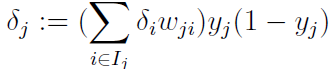 δ_j := (∑_{i∈I_j} δ_i w_{ji}) y_j (1 − y_j)